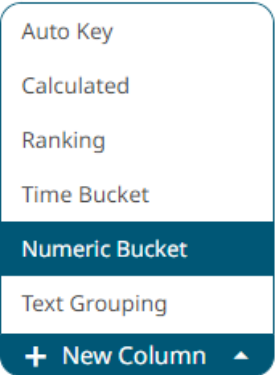 Auto Key
Calculated
Ranking
Time Bucket
Numeric Bucket
Text Grouping
+ New Column